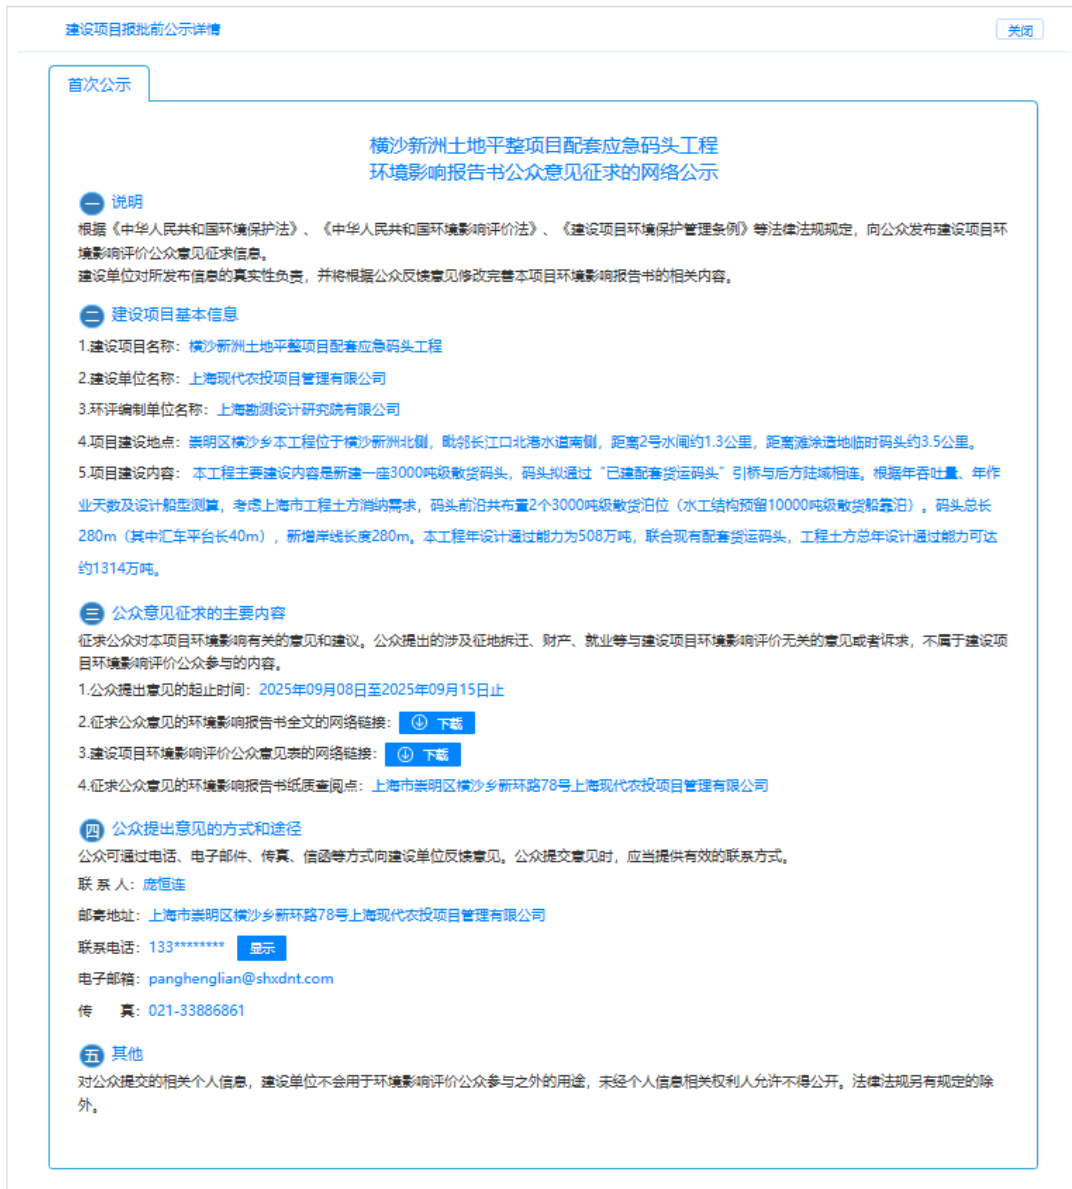 建设项目报批前公示详情
关闭
首次公示
横沙新洲土地平整项目配套应急码头工程
环境影响报告书公众意见征求的网络公示
一 说明
根据《中华人民共和国环境保护法》、《中华人民共和国环境影响评价法》、《建设项目环境保护管理条例》等法律法规规定，向公众发布建设项目环
境影响评价公众意见征求信息。
建设单位对所发布信息的真实性负责，并将根据公众反馈意见修改完善本项目环境影响报告书的相关内容。
二 建设项目基本信息
1.建设项目名称：横沙新洲土地平整项目配套应急码头工程
2.建设单位名称：上海现代农投项目管理有限公司
3.环评编制单位名称：上海勘测设计研究院有限公司
4.项目建设地点：崇明区横沙乡本工程位于横沙新洲北侧，毗邻长江口北港水道南侧，距离2号水闸约1.3公里，距离滩涂造地临时码头约3.5公里。
5.项目建设内容： 本工程主要建设内容是新建一座3000吨级散货码头，码头拟通过“已建配套货运码头”引桥与后方陆域相连。根据年吞吐量、年作
业天数及设计船型测算，考虑上海市工程土方消纳需求，码头前沿共布置2个3000吨级散货泊位（水工结构预留10000吨级散货船靠泊）。码头总长
280m（其中汇车平台长40m），新增岸线长度280m。本工程年设计通过能力为508万吨，联合现有配套货运码头，工程土方总年设计通过能力可达
约1314万吨。
三 公众意见征求的主要内容
征求公众对本项目环境影响有关的意见和建议。公众提出的涉及征地拆迁、财产、就业等与建设项目环境影响评价无关的意见或者诉求，不属于建设项
目环境影响评价公众参与的内容。
1.公众提出意见的起止时间：2025年09月08日至2025年09月15日止
2.征求公众意见的环境影响报告书全文的网络链接： 下载
3.建设项目环境影响评价公众意见表的网络链接： 下载
4.征求公众意见的环境影响报告书纸质查阅点：上海市崇明区横沙乡新环路78号上海现代农投项目管理有限公司
四 公众提出意见的方式和途径
公众可通过电话、电子邮件、传真、信函等方式向建设单位反馈意见。公众提交意见时，应当提供有效的联系方式。
联 系 人：庞恒连
邮寄地址：上海市崇明区横沙乡新环路78号上海现代农投项目管理有限公司
联系电话：133******** 显示
电子邮箱：panghenglian@shxdnt.com
传 真：021-33886861
五 其他
对公众提交的相关个人信息，建设单位不会用于环境影响评价公众参与之外的用途，未经个人信息相关权利人允许不得公开。法律法规另有规定的除
外。